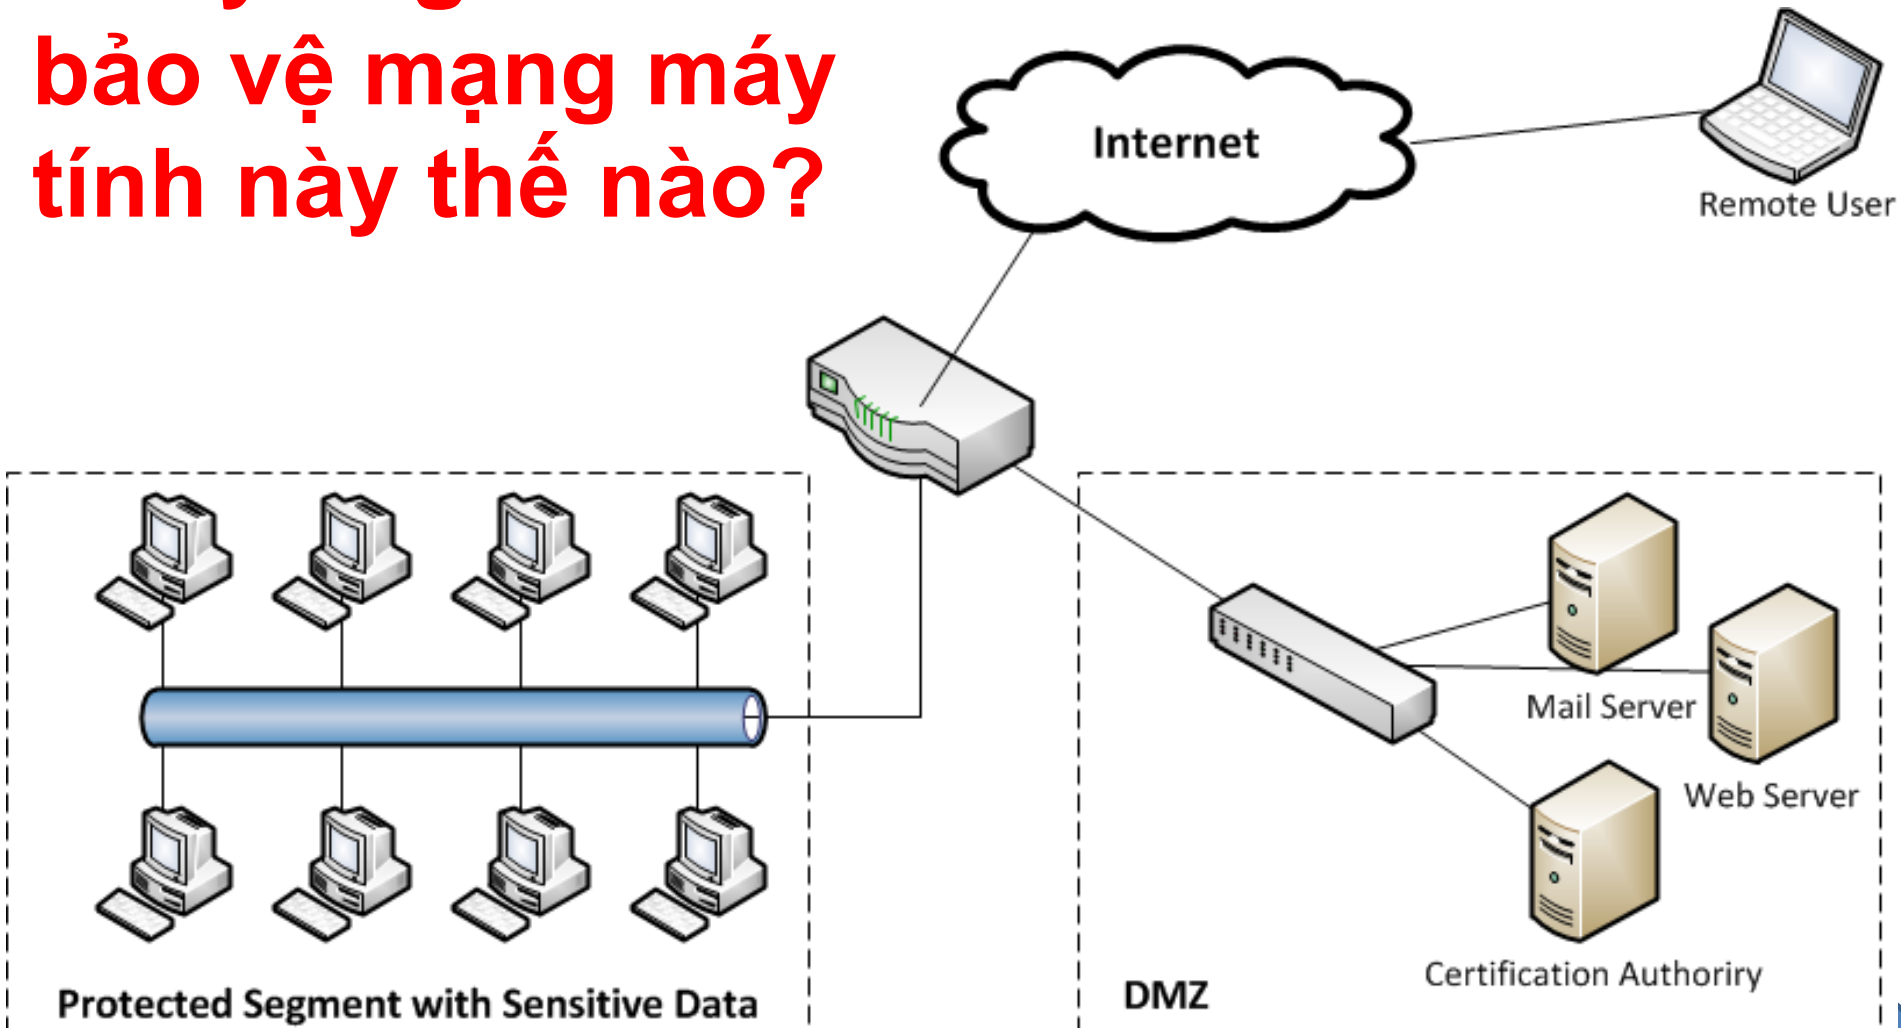 bảo vệ mạng máy
tính này thế nào?
Internet
Remote User
Mail Server
Web Server
Certification Authoriry
Protected Segment with Sensitive Data
DMZ